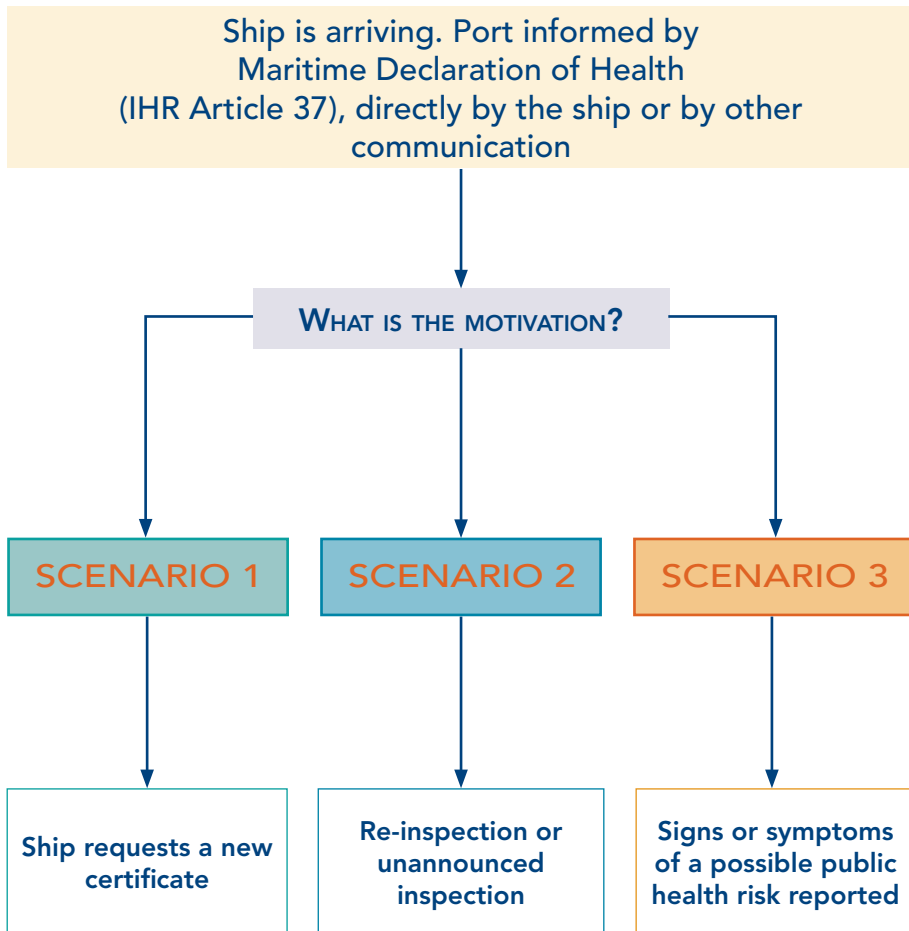 Ship is arriving. Port informed by
Maritime Declaration of Health
(IHR Article 37), directly by the ship or by other
communication
WHAT IS THE MOTIVATION?
SCENARIO 1
SCENARIO 2
SCENARIO 3
Ship requests a new
certificate
Re-inspection or
unannounced
inspection
Signs or symptoms
of a possible public
health risk reported